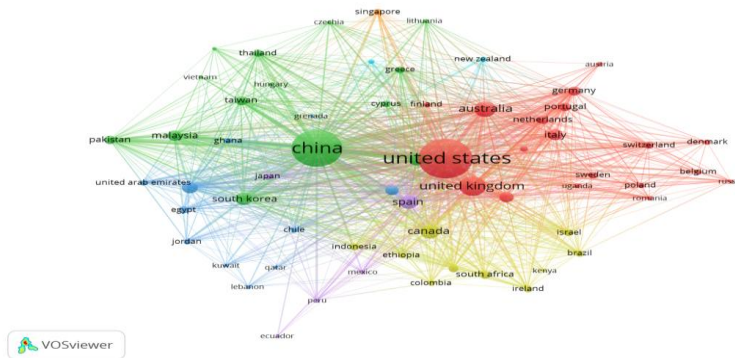 singapore
czechia
lithuania
thailand
new zealand
austria
greece
vietnam
hungary
germany
taiwan
cyprus
finland
australia
portugal
grenada
netherlands
pakistan
malaysia
ghana
china
italy
switzerland
denmark
united states
japan
united arab emirates
sweden
belgium
united kingdom
uganda
poland
south korea
spain
romania
egypt
chile
canada
israel
jordan
indonesia
ethiopia
brazil
kuwait
qatar
mexico
south africa
kenya
lebanon
colombia
ireland
peru
ecuador
VOSviewer